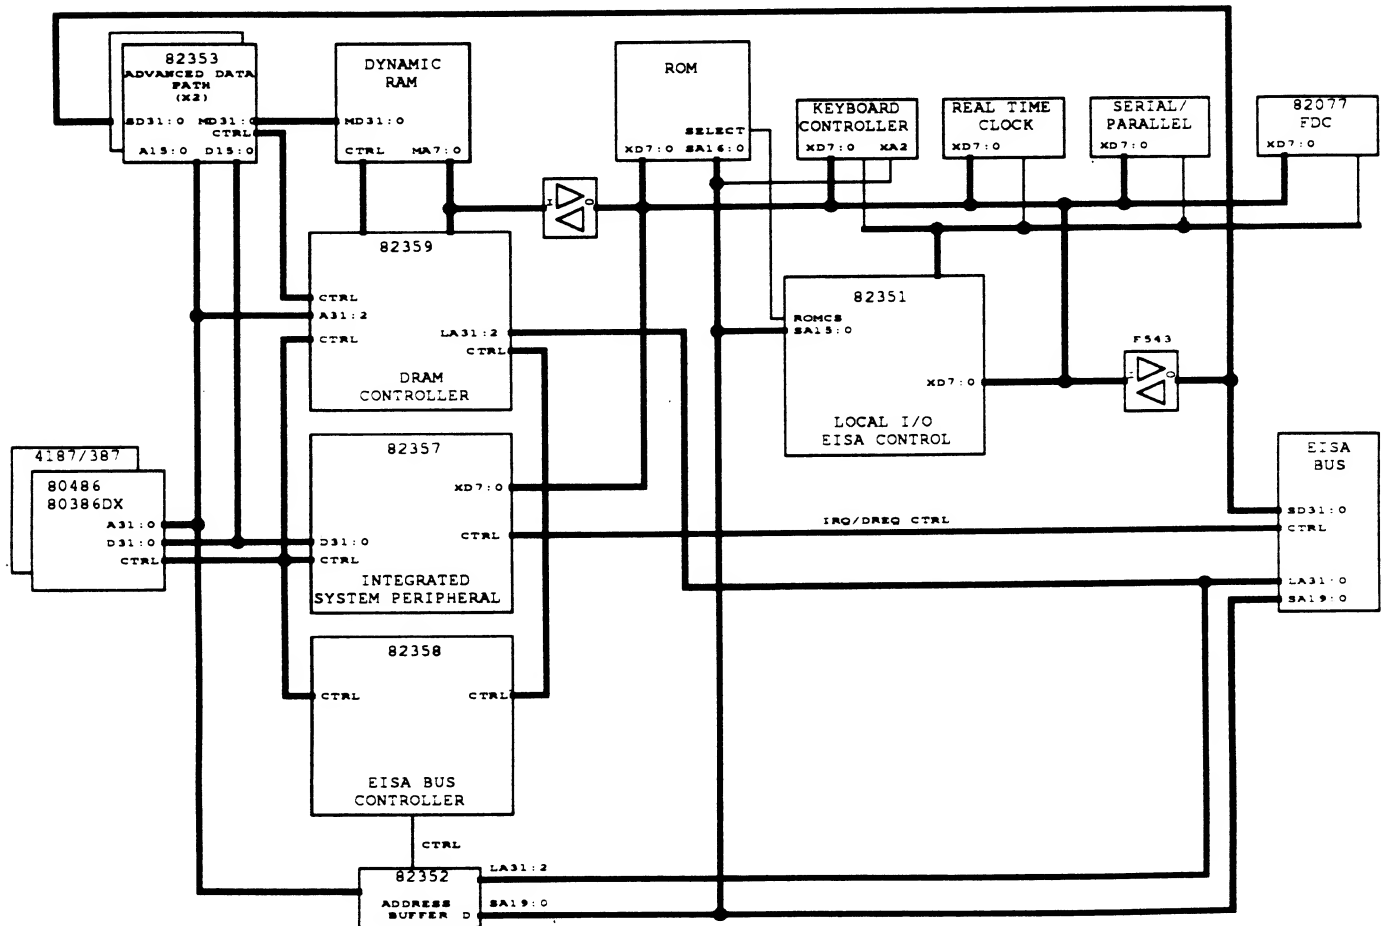 82353
ADVANCED DATA
PATH
(X2)
SD31:0 MD31:0
CTRL
A15:0 D15:0
DYNAMIC
RAM
MD31:0
CTRL MA7:0
ROM
SELECT
XD7:0 SA16:0
KEYBOARD
CONTROLLER
XD7:0 XA2
REAL TIME
CLOCK
XD7:0
SERIAL/
PARALLEL
XD7:0
82077
FDC
XD7:0
82359
CTRL
A31:2
CTRL
LA31:2
CTRL
DRAM
CONTROLLER
82351
ROMCS
SA15:0
XD7:0
LOCAL I/O
EISA CONTROL
F543
4187/387
80486
80386DX
A31:0
D31:0
CTRL
82357
XD7:0
D31:0
CTRL
CTRL
INTEGRATED
SYSTEM PERIPHERAL
IRQ/DREQ CTRL
EISA
BUS
SD31:0
CTRL
LA31:0
SA19:0
82358
CTRL CTRL
EISA BUS
CONTROLLER
CTRL
82352
ADDRESS
BUFFER D
LA31:2
SA19:0